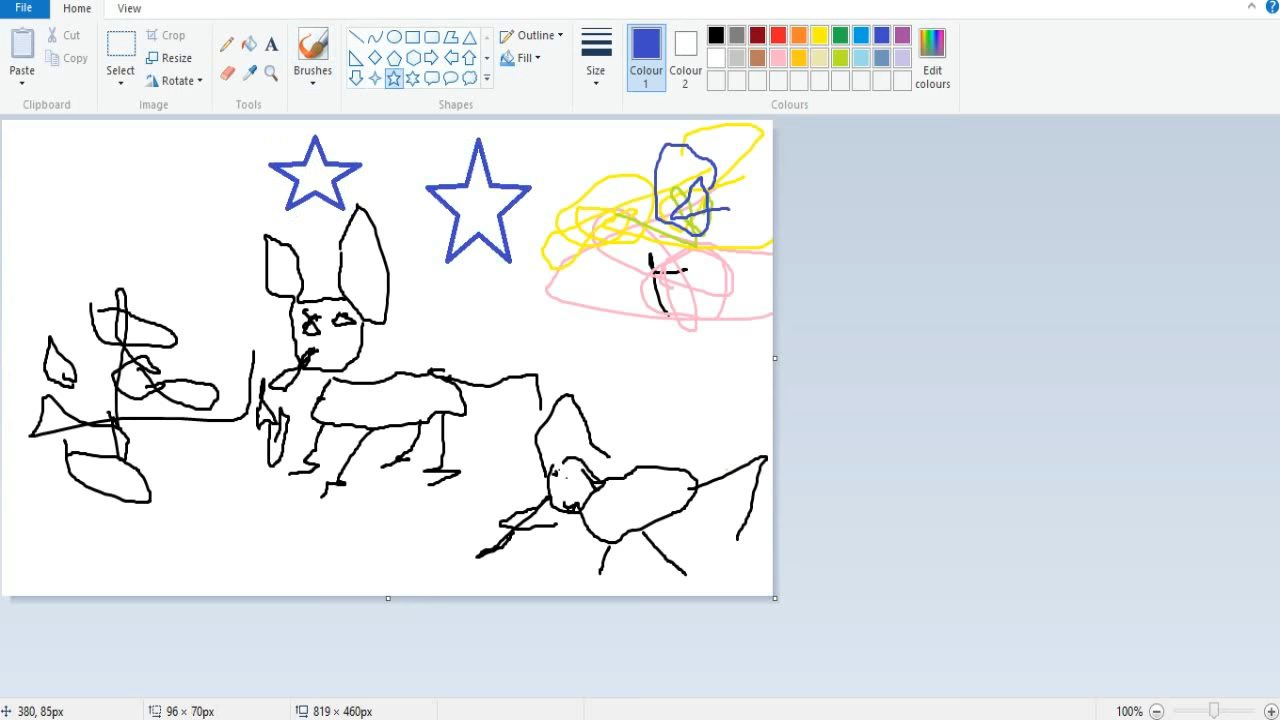 File Home View
Cut
Copy
Paste
Clipboard
Select
Crop
Resize
Rotate
Image
A
Tools
Brushes
Outline
Fill
Shapes
Size
Colour 1
Colour 2
Edit colours
Colours
380, 85px
96 × 70px
819 × 460px
100%